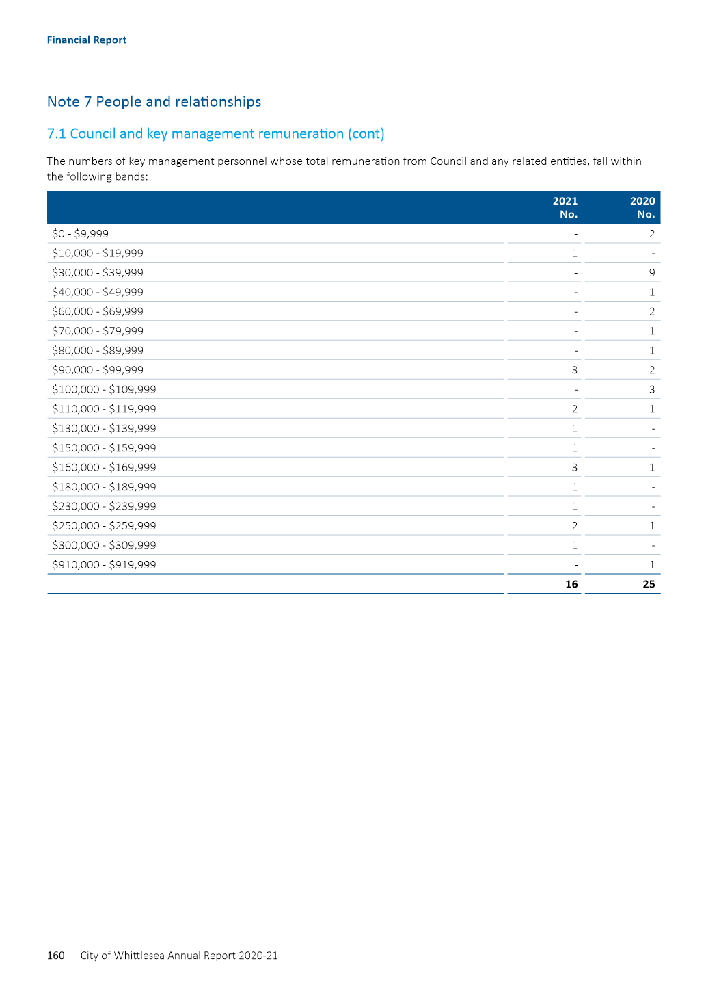 Financial Report
Note 7 People and relationships
7.1 Council and key management remuneration (cont)
The numbers of key management personnel whose total remuneration from Council and any related entities, fall within
the following bands:
2021 2020
No. No.
$0 - $9,999 - 2
$10,000 - $19,999 1 -
$30,000 - $39,999 - 9
$40,000 - $49,999 - 1
$60,000 - $69,999 - 2
$70,000 - $79,999 - 1
$80,000 - $89,999 - 1
$90,000 - $99,999 3 2
$100,000 - $109,999 - 3
$110,000 - $119,999 2 1
$130,000 - $139,999 1 -
$150,000 - $159,999 1 -
$160,000 - $169,999 3 1
$180,000 - $189,999 1 -
$230,000 - $239,999 1 -
$250,000 - $259,999 2 1
$300,000 - $309,999 1 -
$910,000 - $919,999 - 1
16 25
160 City of Whittlesea Annual Report 2020-21